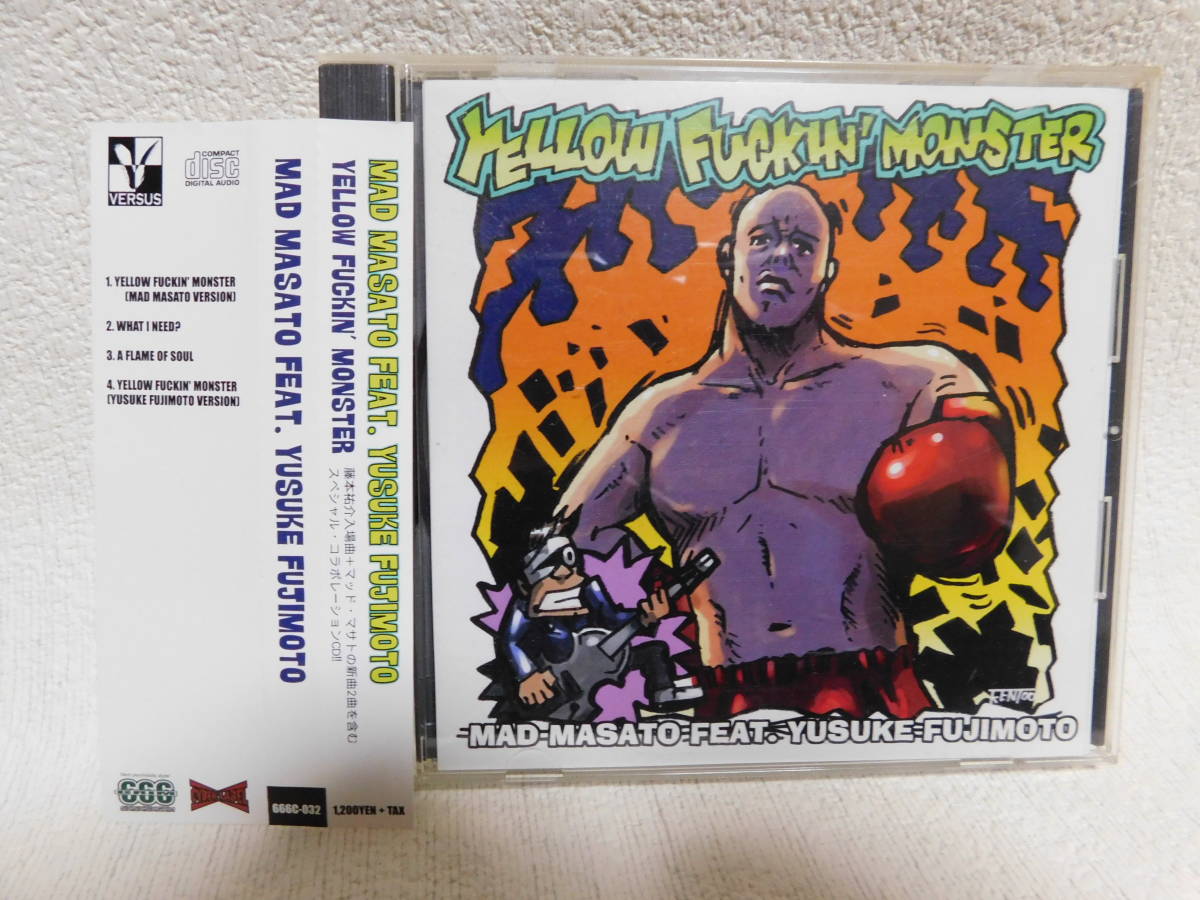 VERSUS
COMPACT
disc
DIGITAL AUDIO
1. YELLOW FUCKIN' MONSTER
(MAD MASATO VERSION)
2. WHAT I NEED?
3. A FLAME OF SOUL
4. YELLOW FUCKIN' MONSTER
(YUSUKE FUJIMOTO VERSION)
666
666C-032
1,200YEN + TAX
MAD MASATO FEAT. YUSUKE FUJIMOTO
YELLOW FUCKIN' MONSTER
藤本祐介入場曲+マッド・マサトの新曲2曲を含む
スペシャル・コラボレーションCD!!
MAD MASATO FEAT. YUSUKE FUJIMOTO
YELLOW FUCKIN' MONSTER
MAD MASATO FEAT. YUSUKE FUJIMOTO